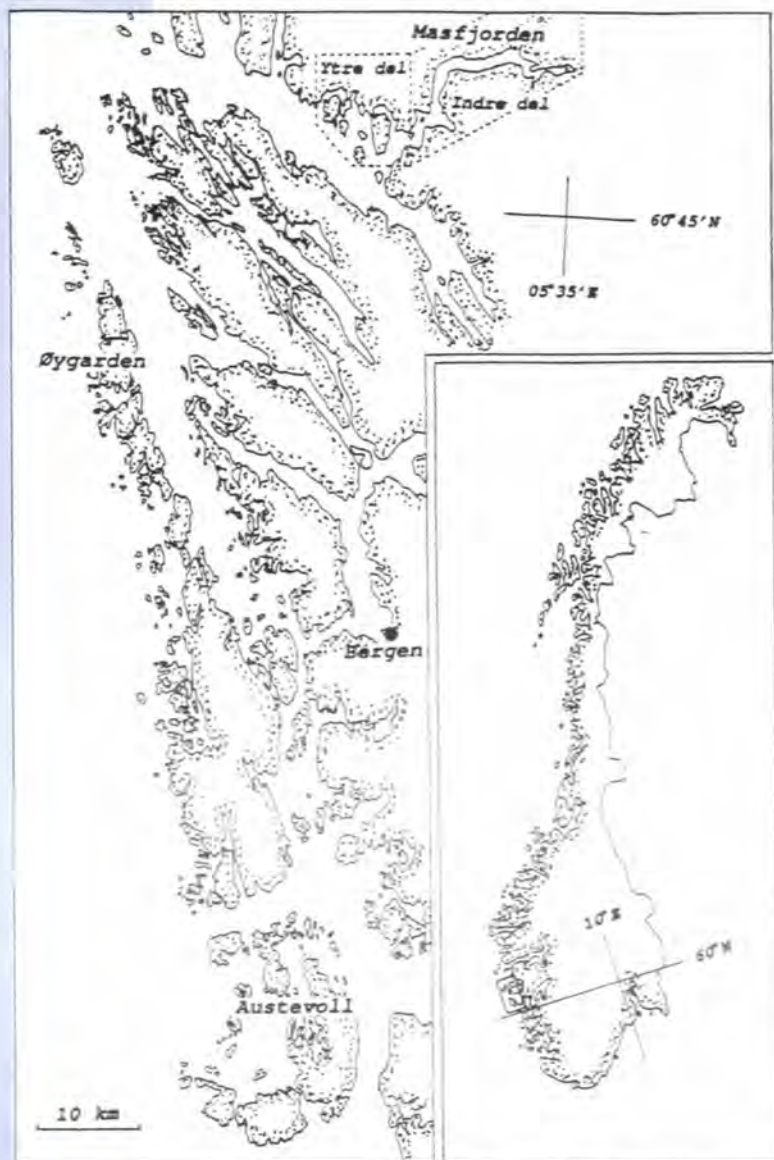 Masfjorden
Ytre del
Indre del
60°45'N
05°35'E
Øygarden
Bergen
10°E
60°N
Austevoll
10 km